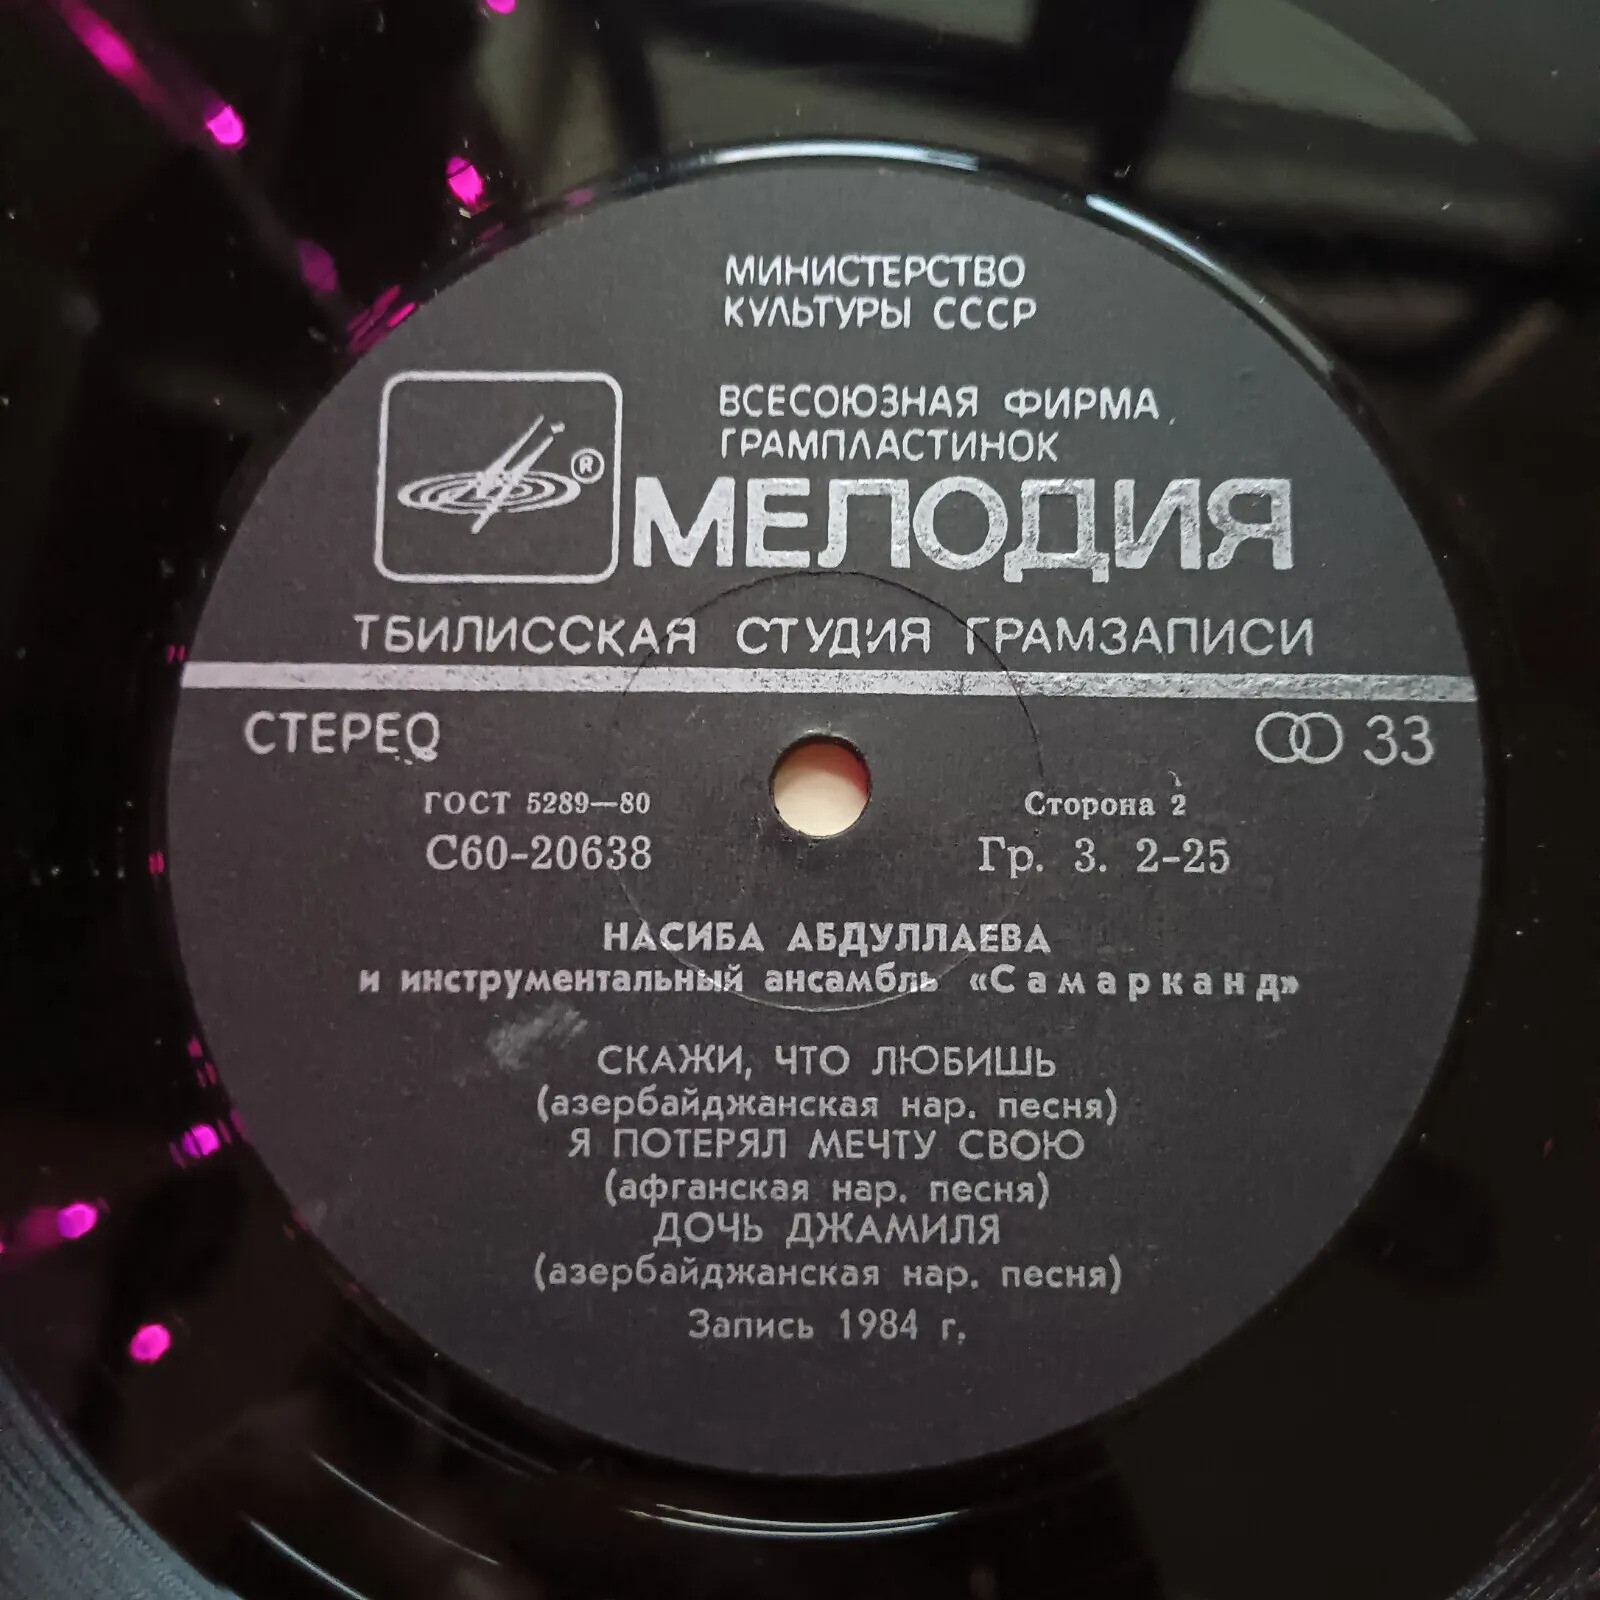 МИНИСТЕРСТВО
КУЛЬТУРЫ СССР
ВСЕСОЮЗНАЯ ФИРМА
ГРАМПЛАСТИНОК
®
МЕЛОДИЯ
ТБИЛИССКАЯ СТУДИЯ ГРАМЗАПИСИ
СТЕРЕО
33
ГОСТ 5289—80
Сторона 2
С60-20638
Гр. 3. 2-25
НАСИБА АБДУЛЛАЕВА
и инструментальный ансамбль «Самарканд»
СКАЖИ, ЧТО ЛЮБИШЬ
(азербайджанская нар. песня)
Я ПОТЕРЯЛ МЕЧТУ СВОЮ
(афганская нар. песня)
ДОЧЬ ДЖАМИЛЯ
(азербайджанская нар. песня)
Запись 1984 г.